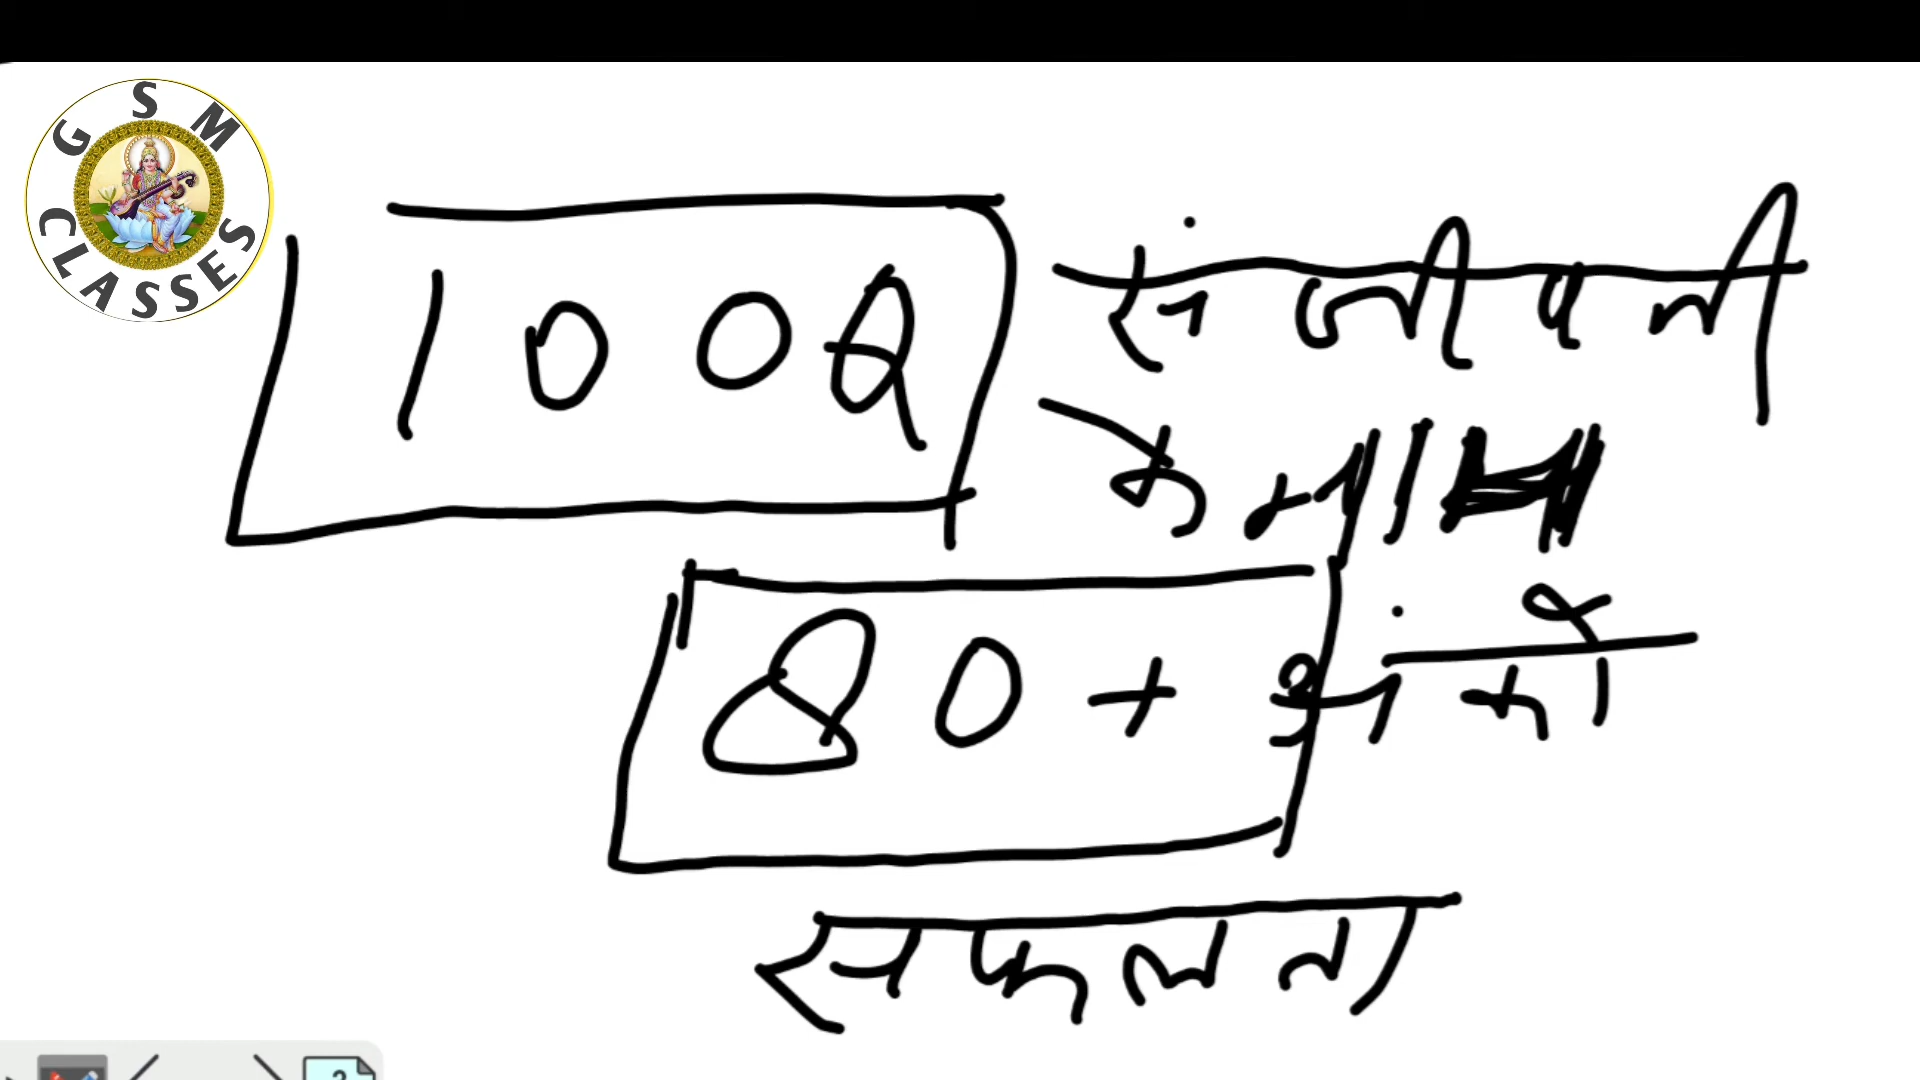 GSM CLASSES
100Q संजीवनी
के साथ
80+ अंकों
सफलता